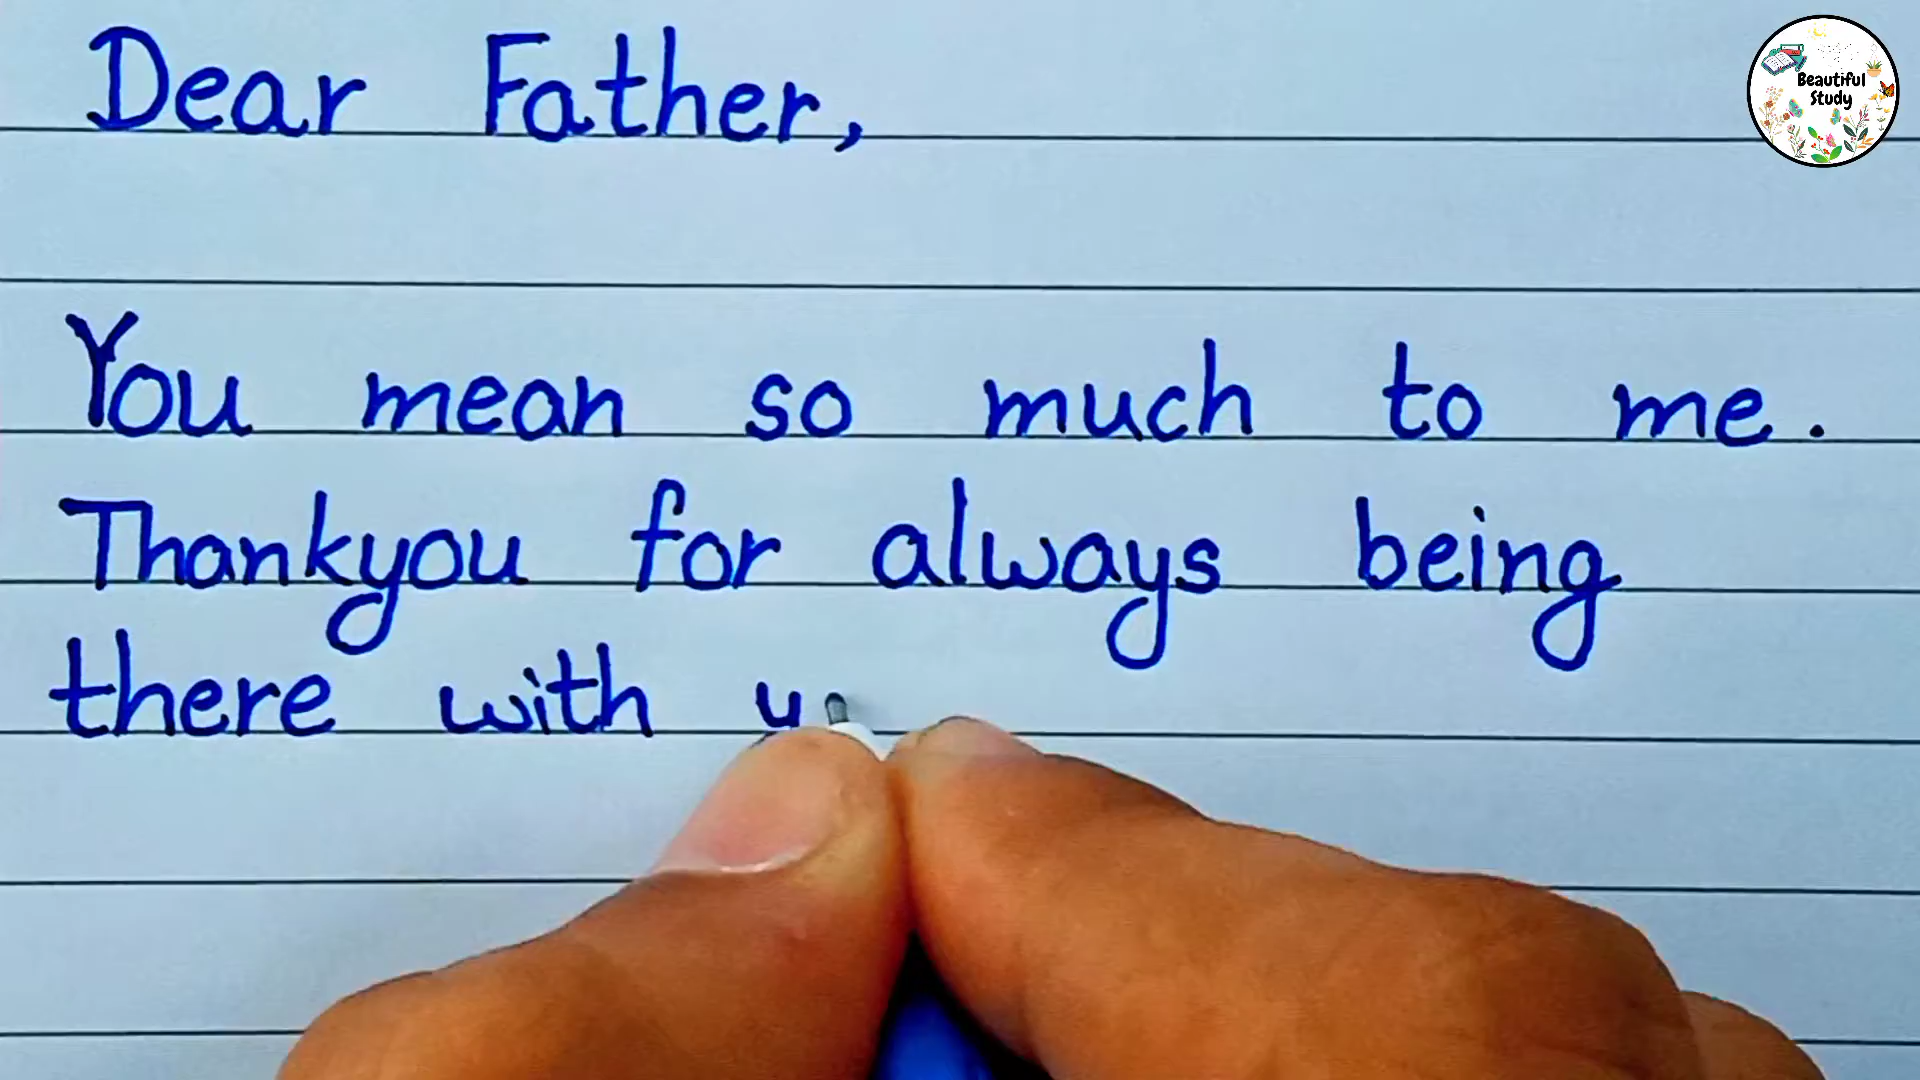 Dear Father,
Beautiful
Study
You mean so much to me.
Thankyou for always being
there with u